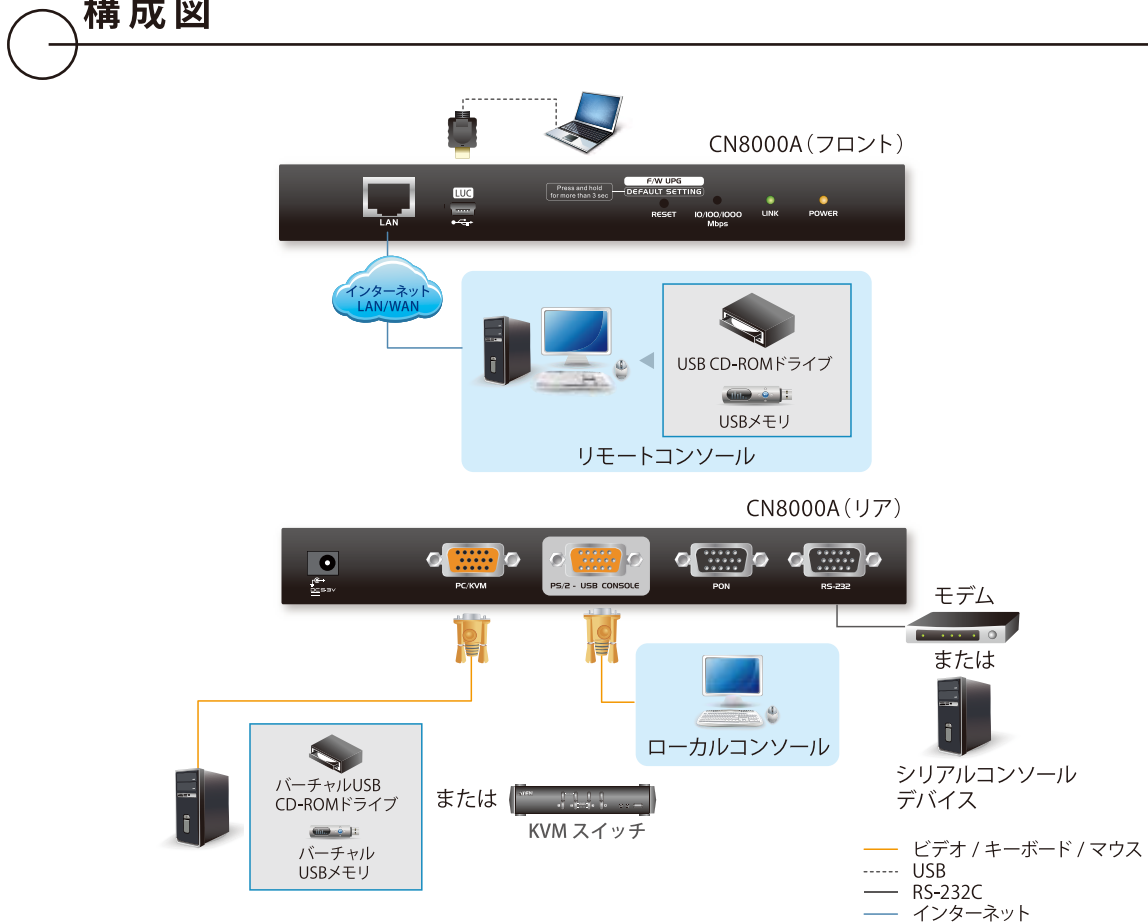 構成図
CN8000A（フロント）
LUC
Press and hold
for more than 3 sec
F/W UPG
DEFAULT SETTING
LAN
RESET
10/100/1000
Mbps
LINK
POWER
インターネット
LAN/WAN
USB CD-ROMドライブ
USBメモリ
リモートコンソール
CN8000A（リア）
DC5.3V
PC/KVM
PS/2 - USB CONSOLE
PON
RS-232
モデム
または
ローカルコンソール
シリアルコンソール
デバイス
バーチャルUSB
CD-ROMドライブ
バーチャル
USBメモリ
または
KVM スイッチ
ビデオ / キーボード / マウス
USB
RS-232C
インターネット